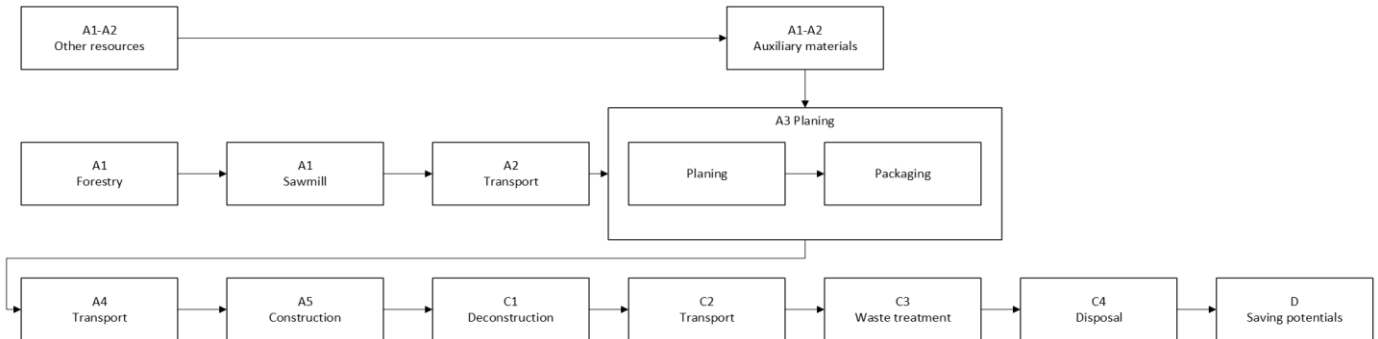 A1-A2
Other resources
A1-A2
Auxiliary materials
A3 Planing
A1
Forestry
A1
Sawmill
A2
Transport
Planing
Packaging
A4
Transport
A5
Construction
C1
Deconstruction
C2
Transport
C3
Waste treatment
C4
Disposal
D
Saving potentials